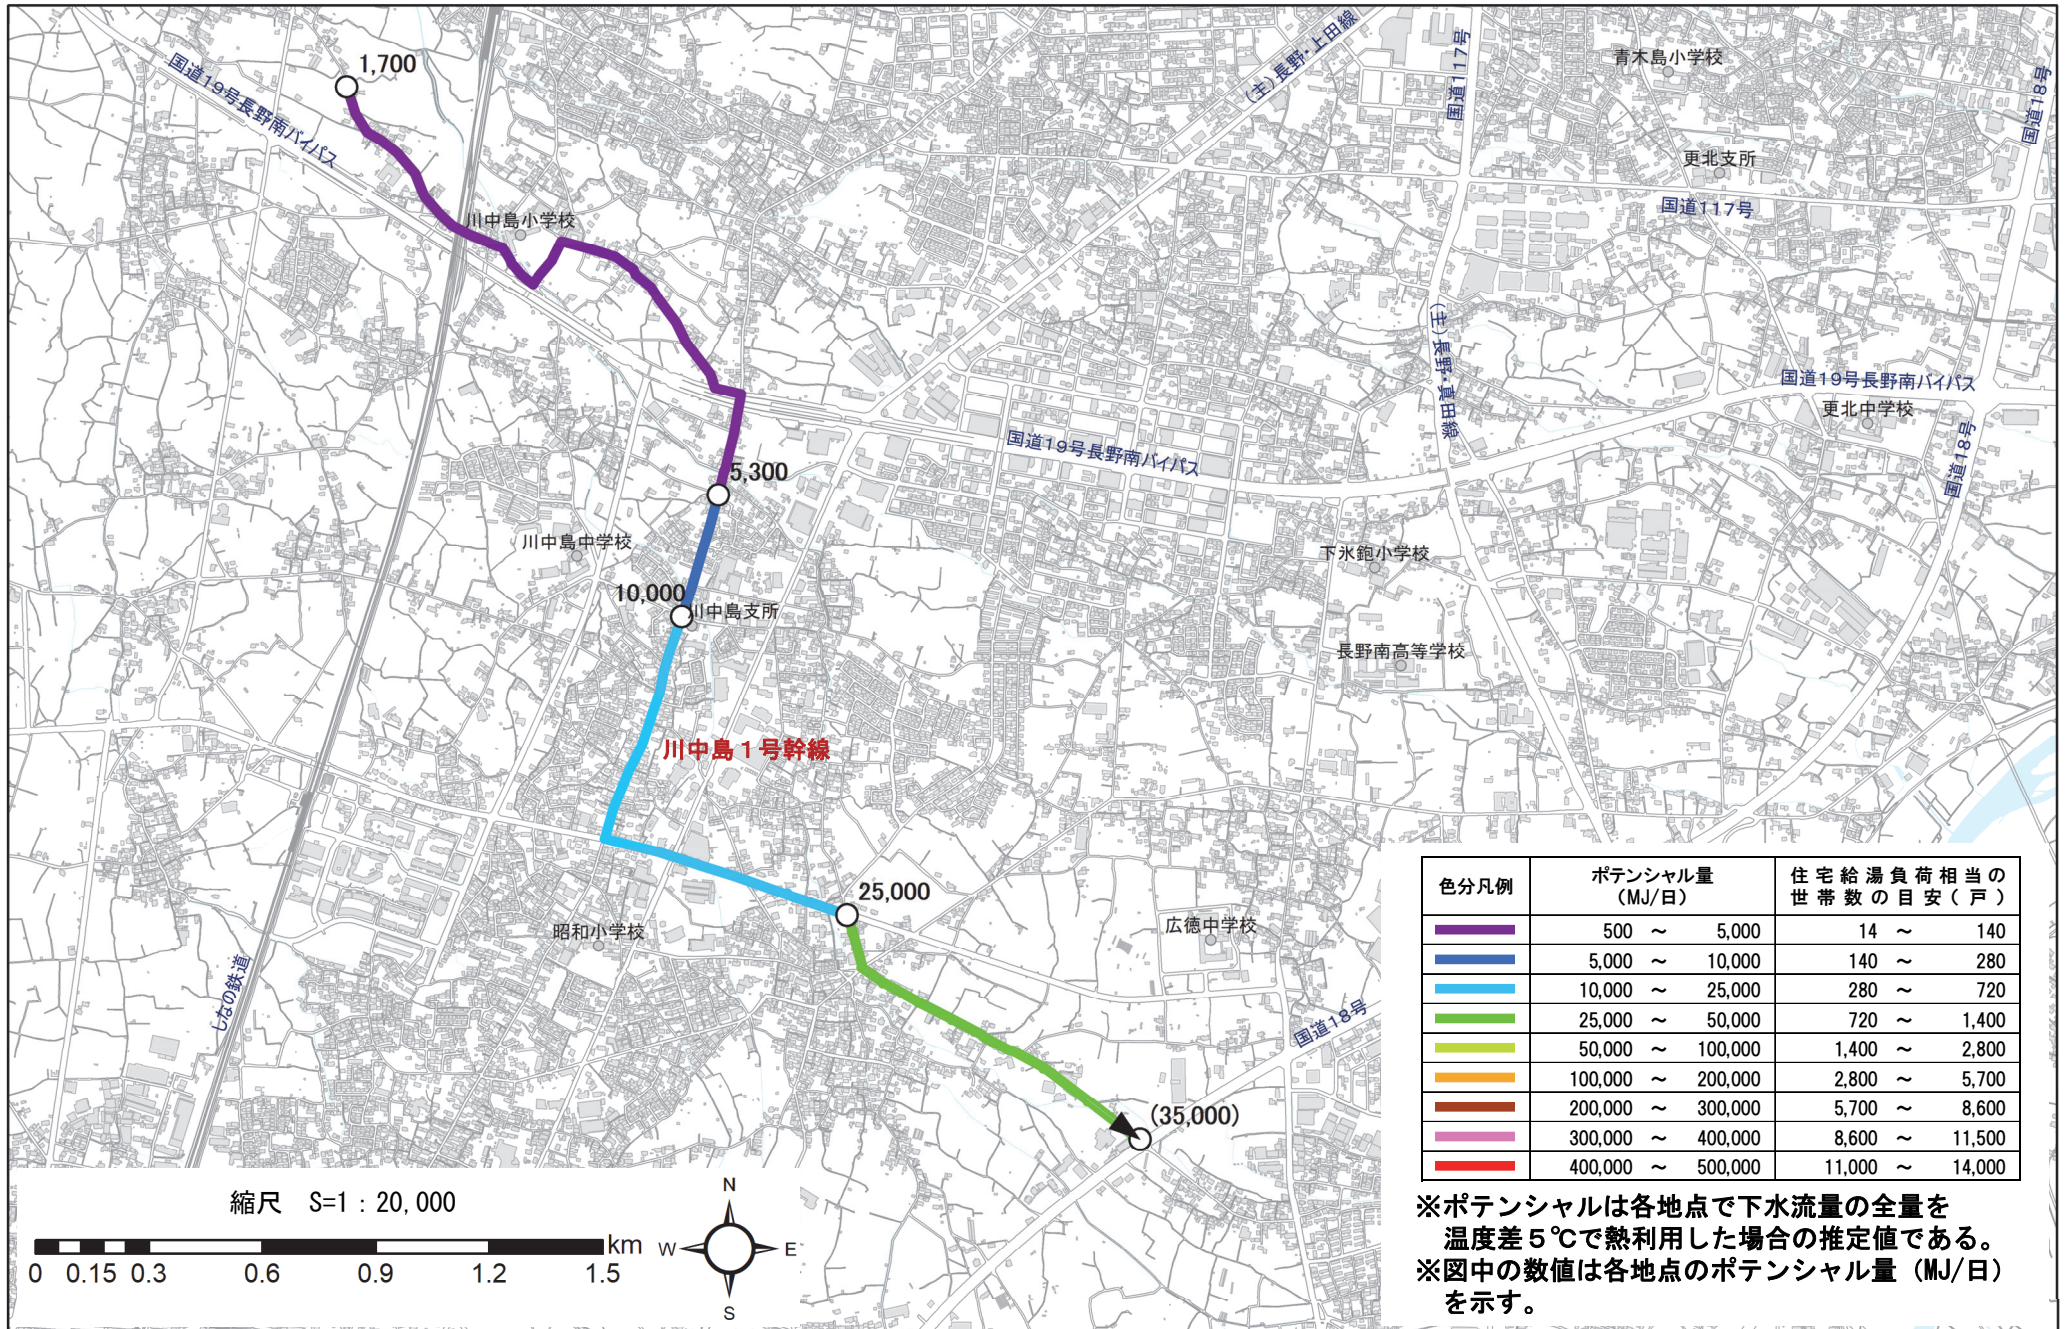 1,700
国道19号長野南バイパス
川中島小学校
(主)長野・上田線
国道117号
青木島小学校
国道18号
更北支所
国道117号
(主)長野・真田線
国道19号長野南バイパス
更北中学校
国道18号
国道19号長野南バイパス
5,300
川中島中学校
下氷鉋小学校
10,000
川中島支所
長野南高等学校
川中島1号幹線
25,000
昭和小学校
広徳中学校
しなの鉄道
国道18号
(35,000)
色分凡例 ポテンシャル量 住宅給湯負荷相当の
(MJ/日) 世帯数の目安(戸)
500 ～ 5,000 14 ～ 140
5,000 ～ 10,000 140 ～ 280
10,000 ～ 25,000 280 ～ 720
25,000 ～ 50,000 720 ～ 1,400
50,000 ～ 100,000 1,400 ～ 2,800
100,000 ～ 200,000 2,800 ～ 5,700
200,000 ～ 300,000 5,700 ～ 8,600
300,000 ～ 400,000 8,600 ～ 11,500
400,000 ～ 500,000 11,000 ～ 14,000
※ポテンシャルは各地点で下水流量の全量を
温度差5℃で熱利用した場合の推定値である。
※図中の数値は各地点のポテンシャル量(MJ/日)
を示す。
縮尺 S=1：20,000
km
0 0.15 0.3 0.6 0.9 1.2 1.5
N
W E
S